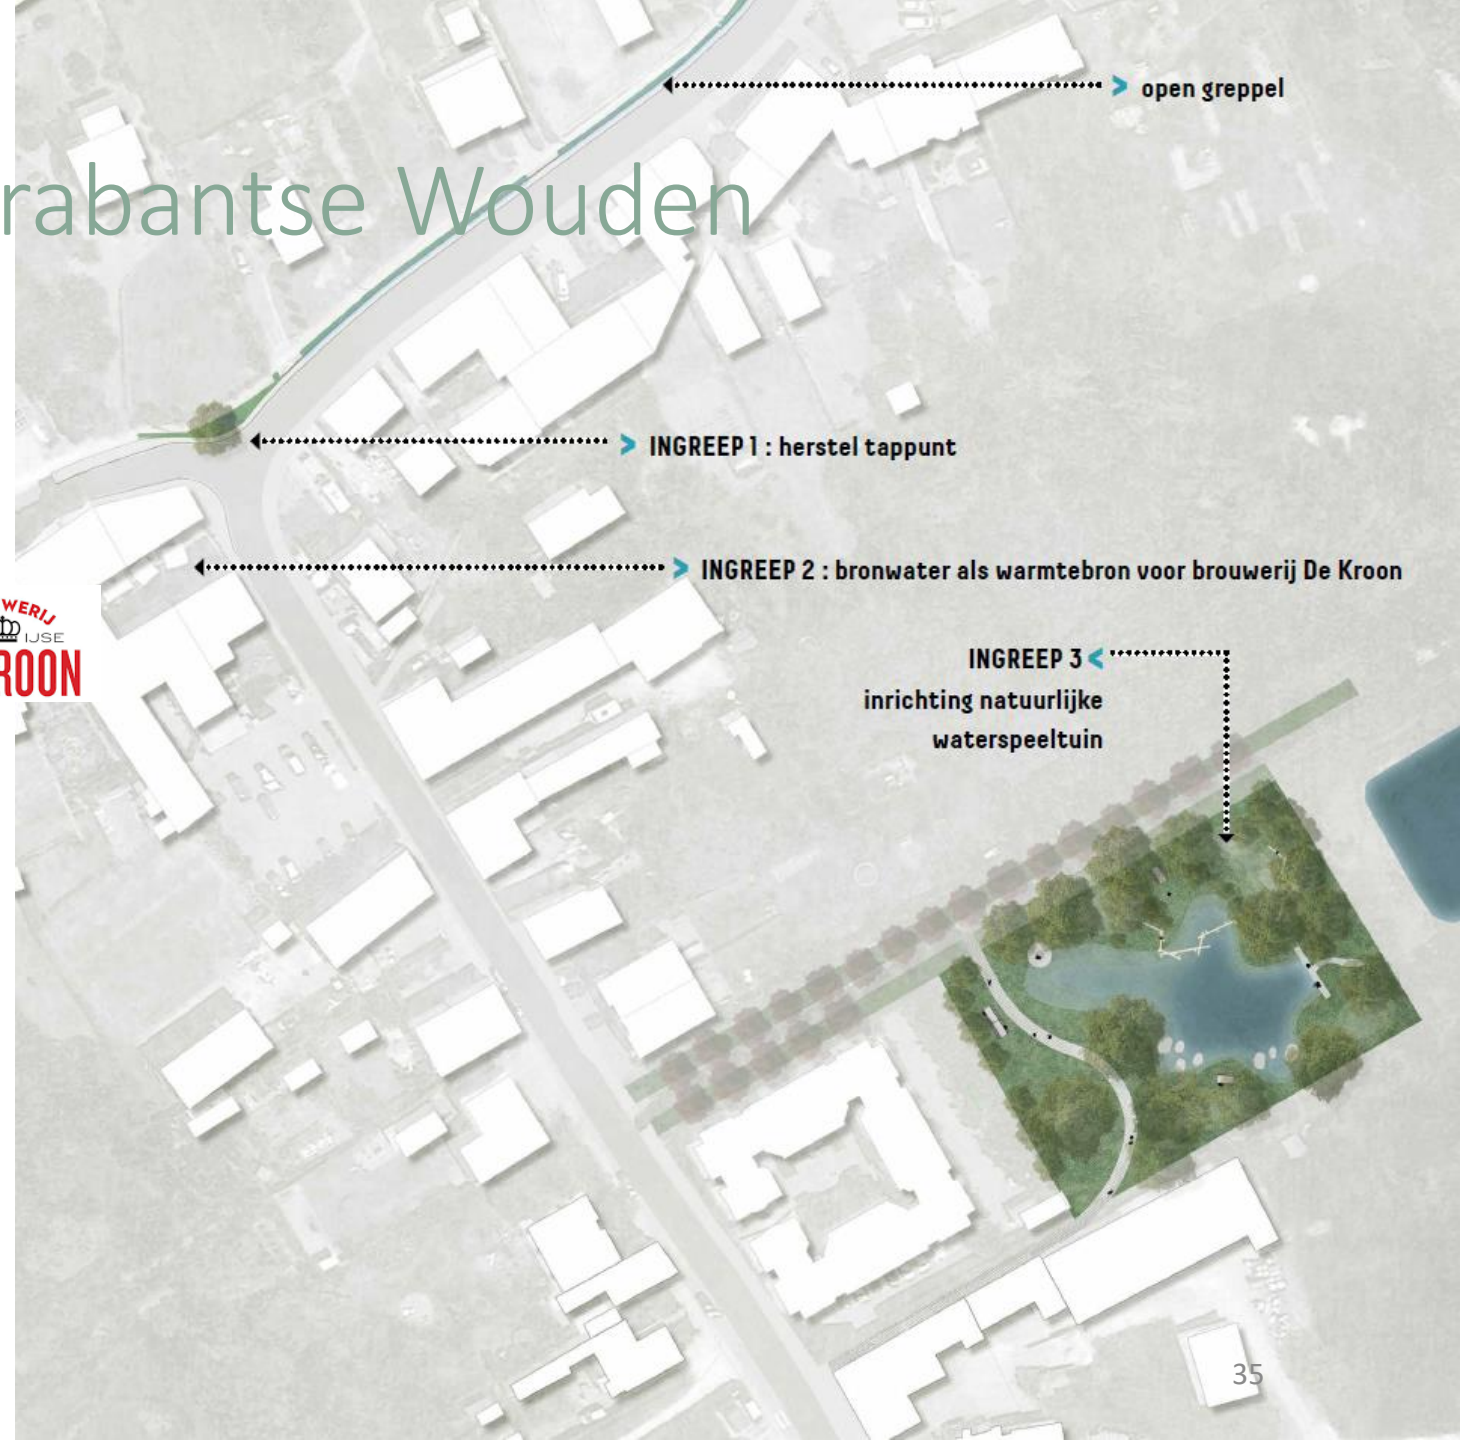 > open greppel
rabantse Wouden
> INGREEP 1 : herstel tappunt
> INGREEP 2 : bronwater als warmtebron voor brouwerij De Kroon
WERIJ
IJSE
ROON
INGREEP 3 <
inrichting natuurlijke
waterspeeltuin
35